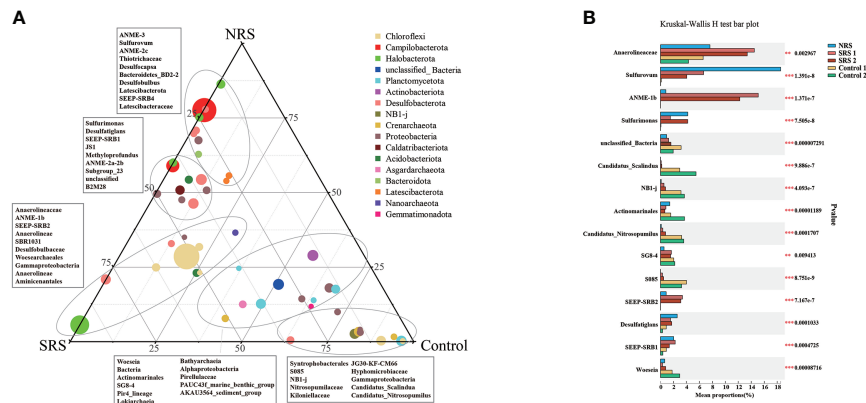 A
NRS
ANME-3
Sulfurovum
ANME-2c
Thiotrichaceae
Desulfocapsa
Bacteroidetes_BD2-2
Desulfobulbus
Latescibacterota
SEEP-SRB4
Latescibacteraceae
Sulfurimonas
Desulfatiglans
SEEP-SRB1
JS1
Methyloprofundus
ANME-2a-2b
Subgroup_23
unclassified
B2M28
Anaerolineaceae
ANME-1b
SEEP-SRB2
Anaerolineae
SBR1031
Desulfobulbaceae
Woesearchaeales
Gammaproteobacteria
Anaerolineae
Aminicenantales
75
50
25
75
50
25
SRS
25
50
75
Control
Chloroflexi
Campilobacterota
Halobacterota
unclassified_ Bacteria
Planctomycetota
Actinobacteriota
Desulfobacterota
NB1-j
Crenarchaeota
Proteobacteria
Caldatribacteriota
Acidobacteriota
Asgardarchaeota
Bacteroidota
Latescibacterota
Nanoarchaeota
Gemmatimonadota
Woeseia
Bacteria
Actinomarinales
SG8-4
Pir4_lineage
Lokiarchaeia
Bathyarchaeia
Alphaproteobacteria
Pirellulaceae
PAUC43f_marine_benthic_group
AKAU3564_sediment_group
Syntrophobacterales
S085
NB1-j
Nitrosopumilaceae
Kiloniellaceae
JG30-KF-CM66
Hyphomicrobiaceae
Gammaproteobacteria
Candidatus_Scalindua
Candidatus_Nitrosopumilus
B
Kruskal-Wallis H test bar plot
NRS
SRS 1
SRS 2
Control 1
Control 2
Anaerolineaceae ** 0.002967
Sulfurovum *** 1.391e-8
ANME-1b *** 1.371e-7
Sulfurimonas *** 7.505e-8
unclassified_Bacteria *** 0.000007291
Candidatus_Scalindua *** 9.886e-7
NB1-j *** 4.093e-7
Actinomarinales *** 0.00001189
Candidatus_Nitrosopumilus *** 0.0001707
SG8-4 ** 0.009413
S085 *** 8.751e-9
SEEP-SRB2 *** 7.167e-7
Desulfatiglans *** 0.0001033
SEEP-SRB1 *** 0.0004725
Woeseia *** 0.00008716
Pvalue
0 2 4 6 8 10 12 14 16 18
Mean proportions(%)